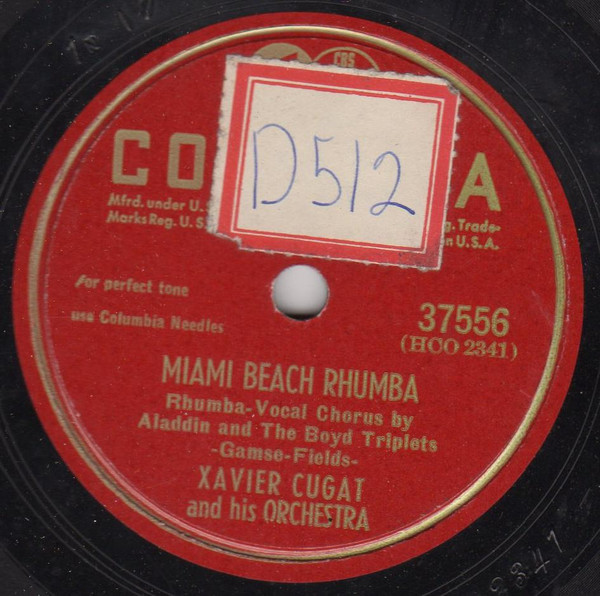 CBS
D512
CO A
Mfrd. under U. S
Marks Reg. U. S
g. Trade-
n U.S.A.
for perfect tone
use Columbia Needles
37556
(HCO 2341)
MIAMI BEACH RHUMBA
Rhumba-Vocal Chorus by
Aladdin and The Boyd Triplets
-Gamse-Fields-
XAVIER CUGAT
and his ORCHESTRA
2341